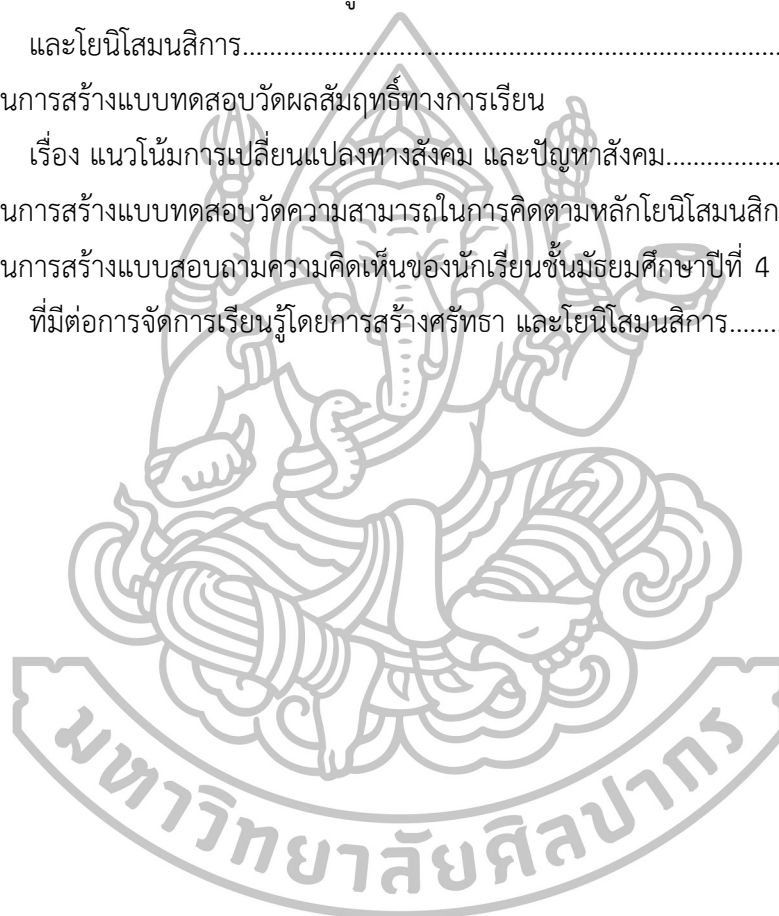 และโยนิโสมนสิการ
นการสร้างแบบทดสอบวัดผลสัมฤทธิ์ทางการเรียน
เรื่อง แนวโน้มการเปลี่ยนแปลงทางสังคม และปัญหาสังคม
นการสร้างแบบทดสอบวัดความสามารถในการคิดตามหลักโยนิโสมนสิก
นการสร้างแบบสอบถามความคิดเห็นของนักเรียนชั้นมัธยมศึกษาปีที่ 4
ที่มีต่อการจัดการเรียนรู้โดยการสร้างศรัทธา และโยนิโสมนสิการ
มหาวิทยาลัยศิลปากร